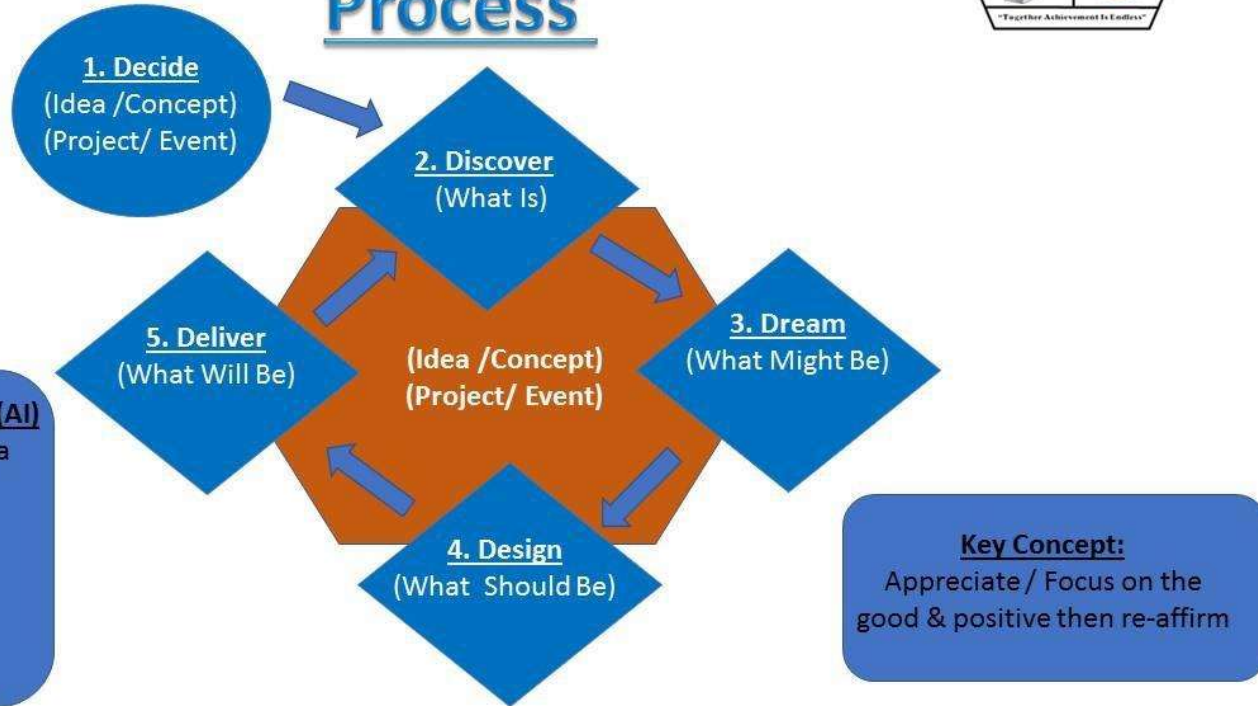 Process
"Together Achievement Is Endless"
1. Decide
(Idea /Concept)
(Project/ Event)
2. Discover
(What Is)
3. Dream
(What Might Be)
5. Deliver
(What Will Be)
(Idea /Concept)
(Project/ Event)
4. Design
(What Should Be)
(AI)
a
Key Concept:
Appreciate / Focus on the
good & positive then re-affirm